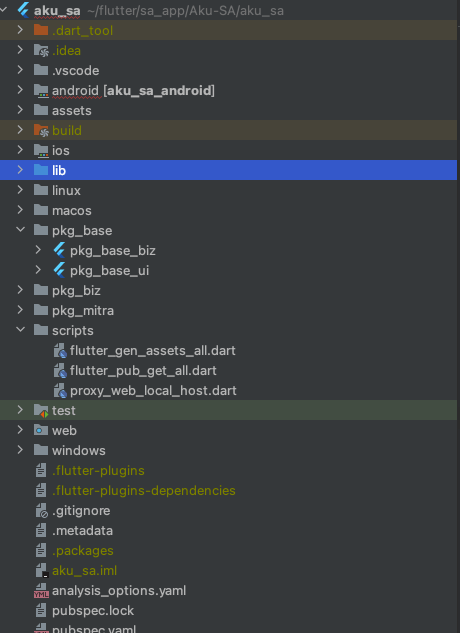 aku_sa ~/flutter/sa_app/Aku-SA/aku_sa
.dart_tool
.idea
.vscode
android [aku_sa_android]
assets
build
ios
lib
linux
macos
pkg_base
pkg_base_biz
pkg_base_ui
pkg_biz
pkg_mitra
scripts
flutter_gen_assets_all.dart
flutter_pub_get_all.dart
proxy_web_local_host.dart
test
web
windows
.flutter-plugins
.flutter-plugins-dependencies
.gitignore
.metadata
.packages
aku_sa.iml
analysis_options.yaml
pubspec.lock
pubspec.yaml